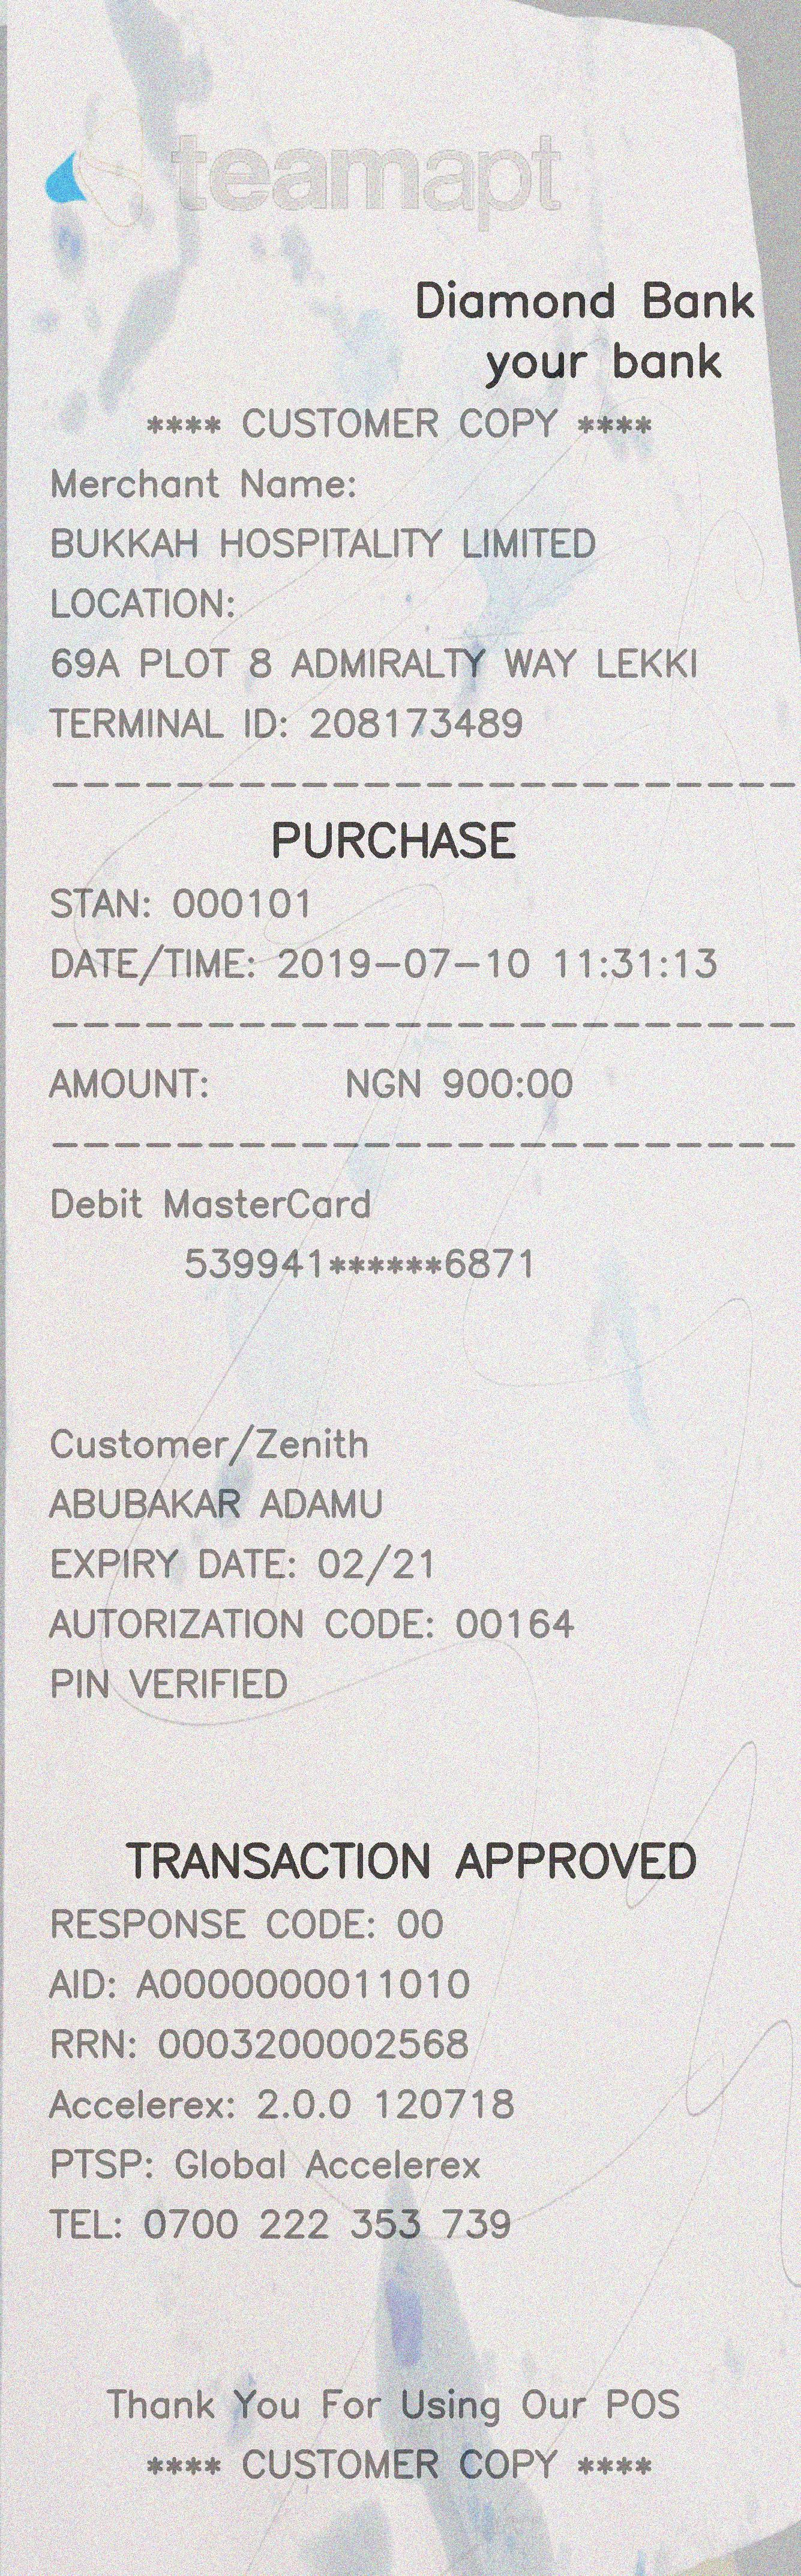 teamapt
Diamond Bank
your bank
**** CUSTOMER COPY ****
Merchant Name:
BUKKAH HOSPITALITY LIMITED
LOCATION:
69A PLOT 8 ADMIRALTY WAY LEKKI
TERMINAL ID: 208173489
------------------------
PURCHASE
STAN: 000101
DATE/TIME: 2019-07-10 11:31:13
------------------------
AMOUNT: NGN 900:00
------------------------
Debit MasterCard
539941******6871
Customer/Zenith
ABUBAKAR ADAMU
EXPIRY DATE: 02/21
AUTORIZATION CODE: 00164
PIN VERIFIED
TRANSACTION APPROVED
RESPONSE CODE: 00
AID: A0000000011010
RRN: 0003200002568
Accelerex: 2.0.0 120718
PTSP: Global Accelerex
TEL: 0700 222 353 739
Thank You For Using Our POS
**** CUSTOMER COPY ****